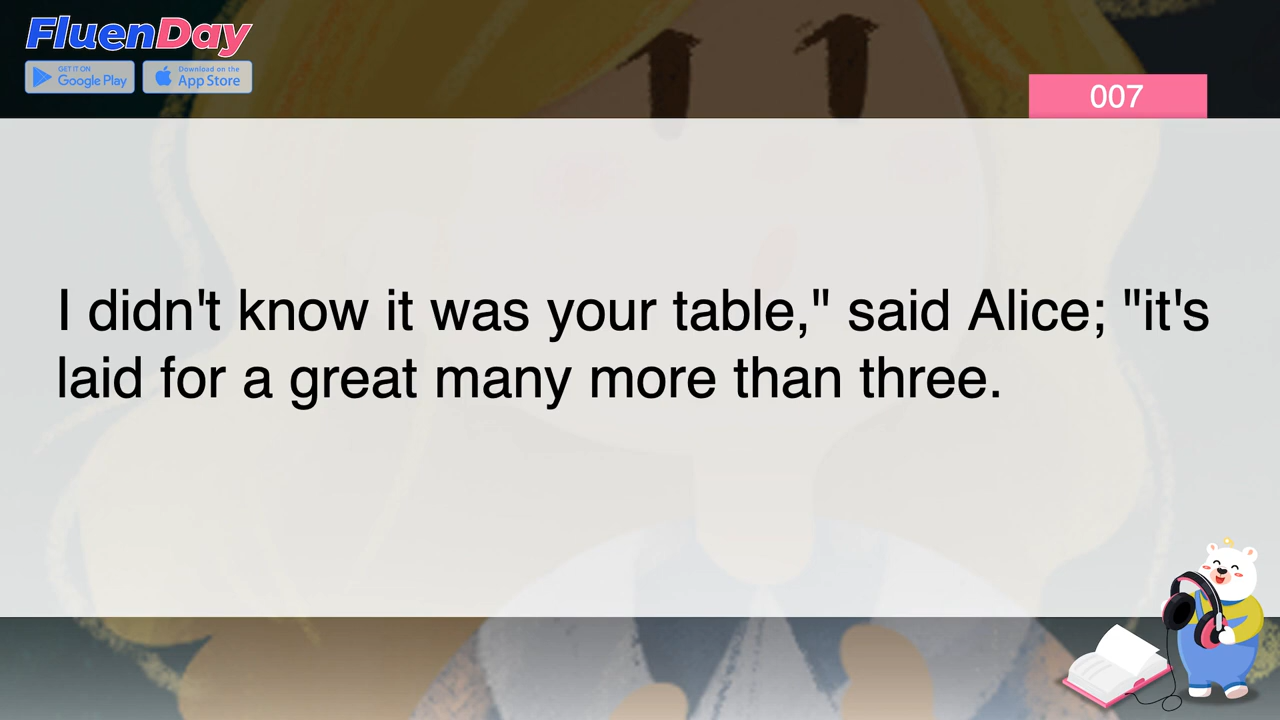 FluenDay
GET IT ON
Google Play
Download on the
App Store
007
I didn't know it was your table," said Alice; "it's
laid for a great many more than three.